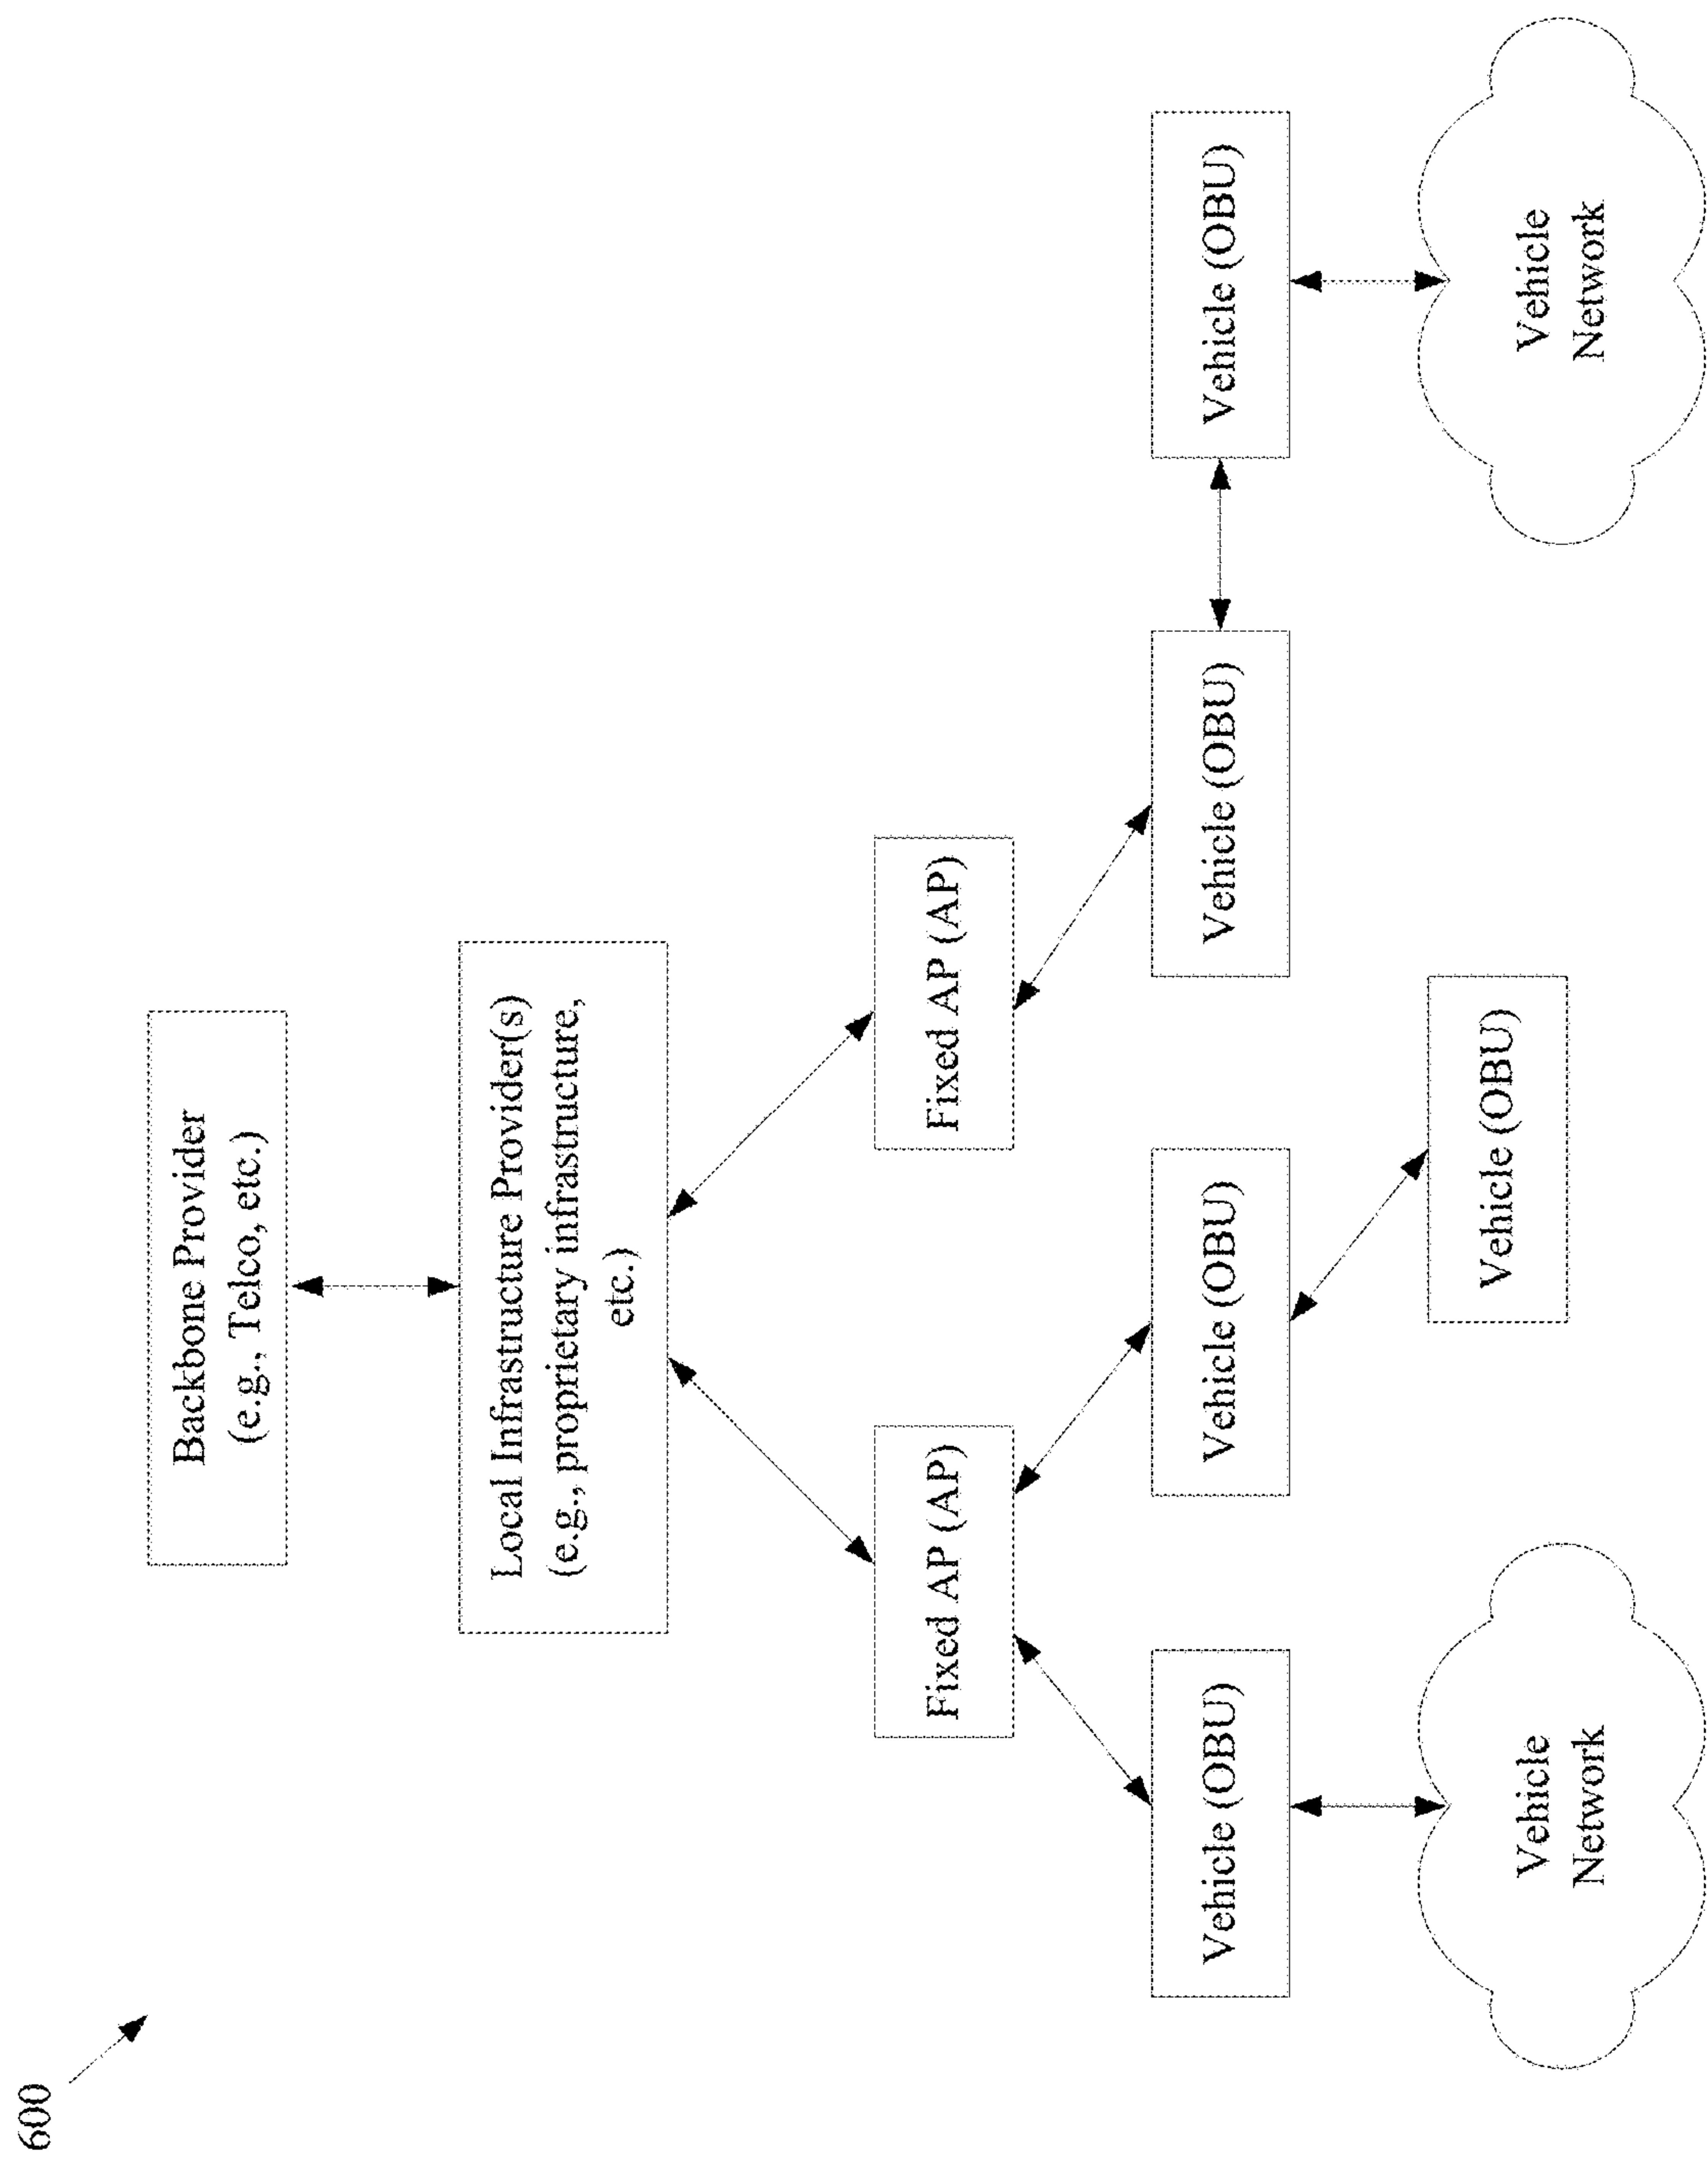 600
Backbone Provider
(e.g., Telco, etc.)
Local Infrastructure Provider(s)
(e.g., proprietary infrastructure,
etc.)
Fixed AP (AP)
Fixed AP (AP)
Vehicle (OBU)
Vehicle (OBU)
Vehicle (OBU)
Vehicle (OBU)
Vehicle
Network
Vehicle (OBU)
Vehicle
Network